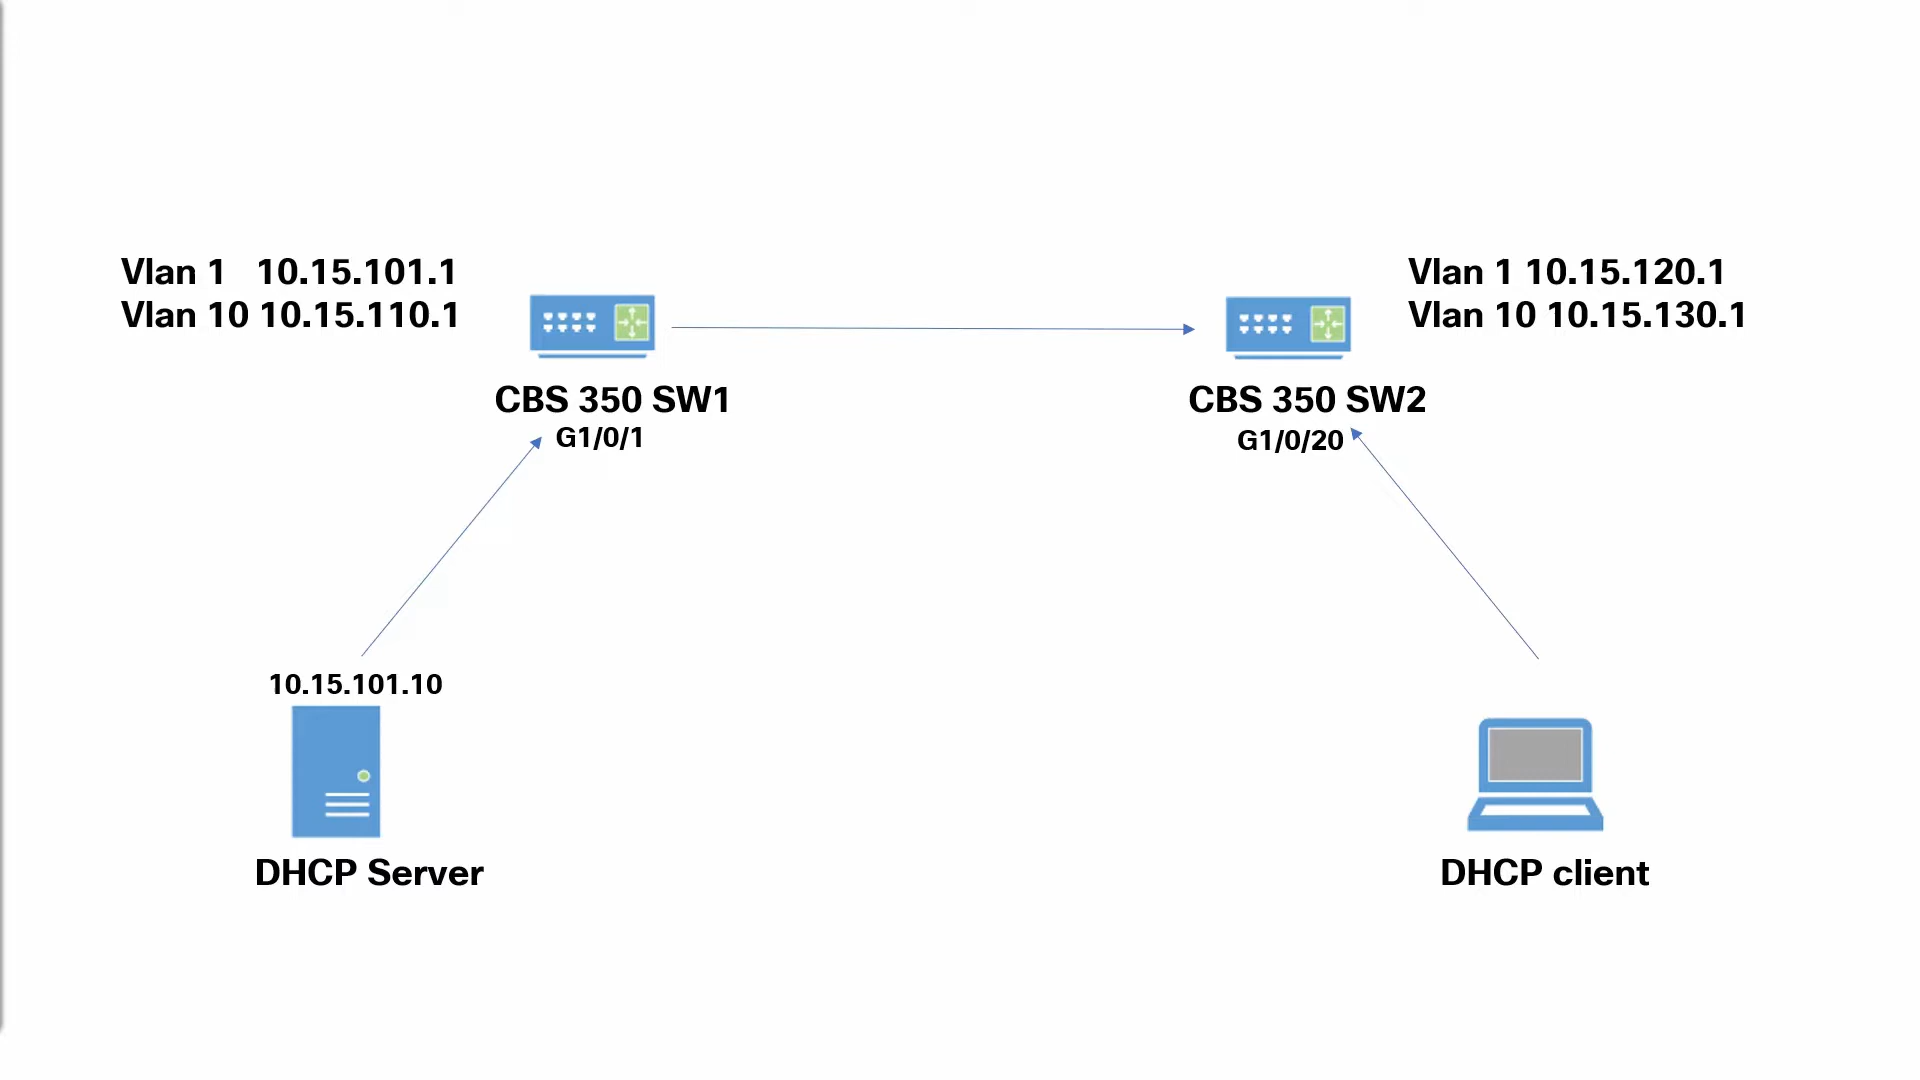 Vlan 1 10.15.101.1
Vlan 10 10.15.110.1
Vlan 1 10.15.120.1
Vlan 10 10.15.130.1
CBS 350 SW1
G1/0/1
CBS 350 SW2
G1/0/20
10.15.101.10
DHCP Server
DHCP client